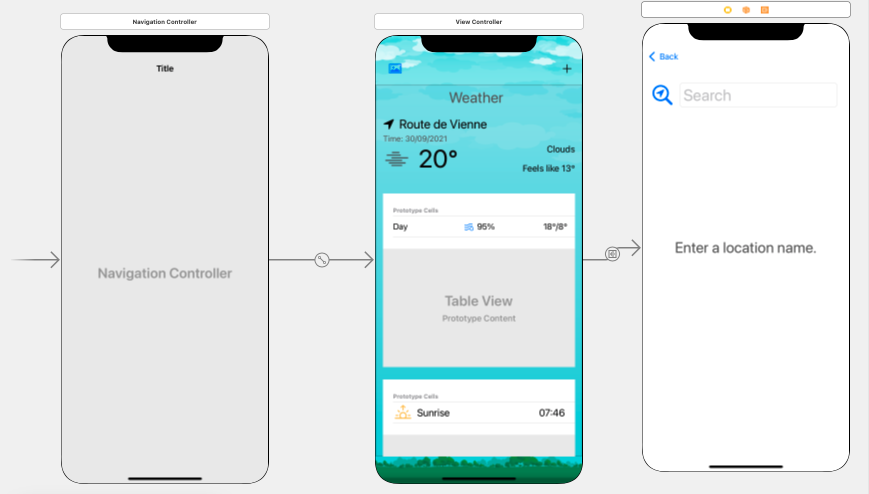 Navigation Controller
Title
Navigation Controller
View Controller
Weather
Route de Vienne
Time: 30/09/2021
20°
Clouds
Feels like 13°
Prototype Cells
Day 95% 18°/8°
Table View
Prototype Content
Prototype Cells
Sunrise 07:46
Back
Search
Enter a location name.